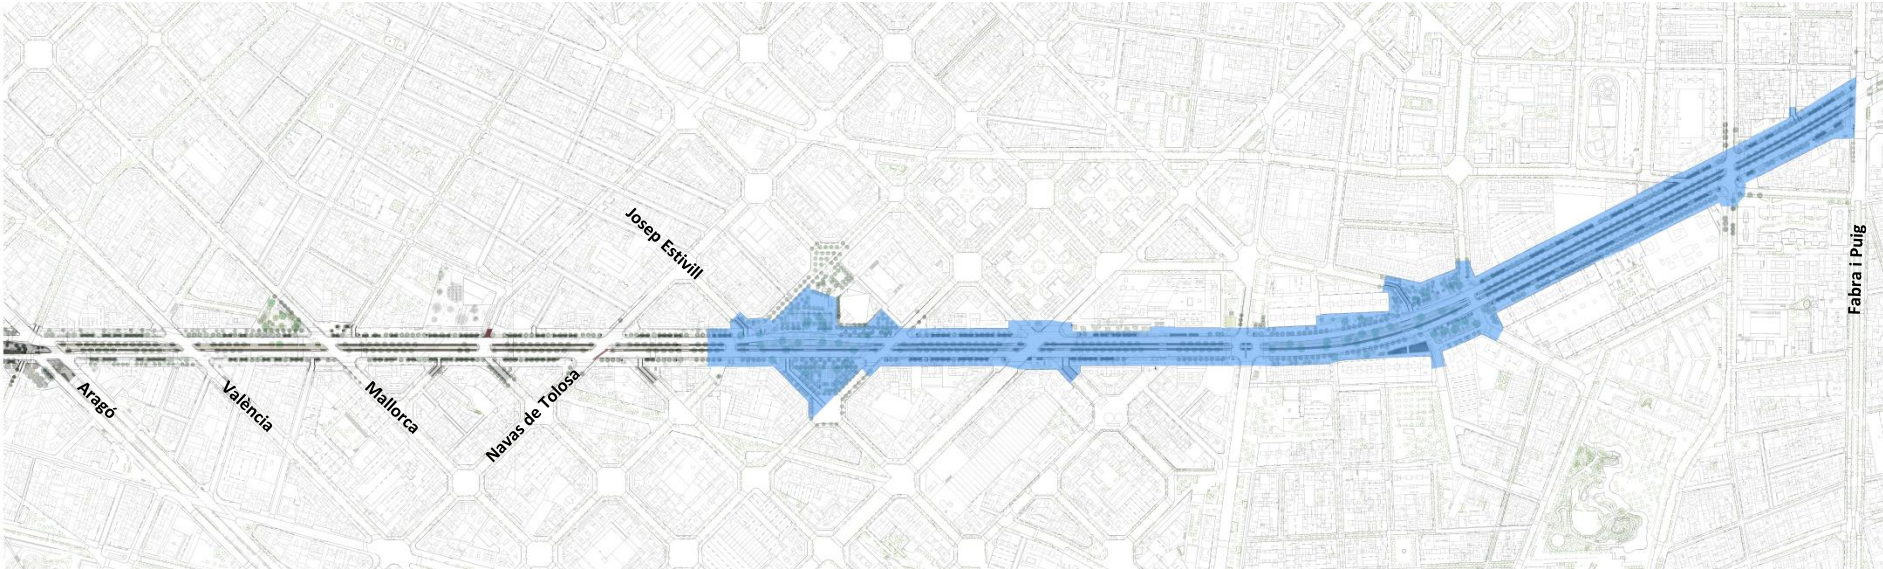 Aragó
València
Mallorca
Navas de Tolosa
Josep Estivill
Fabra i Puig